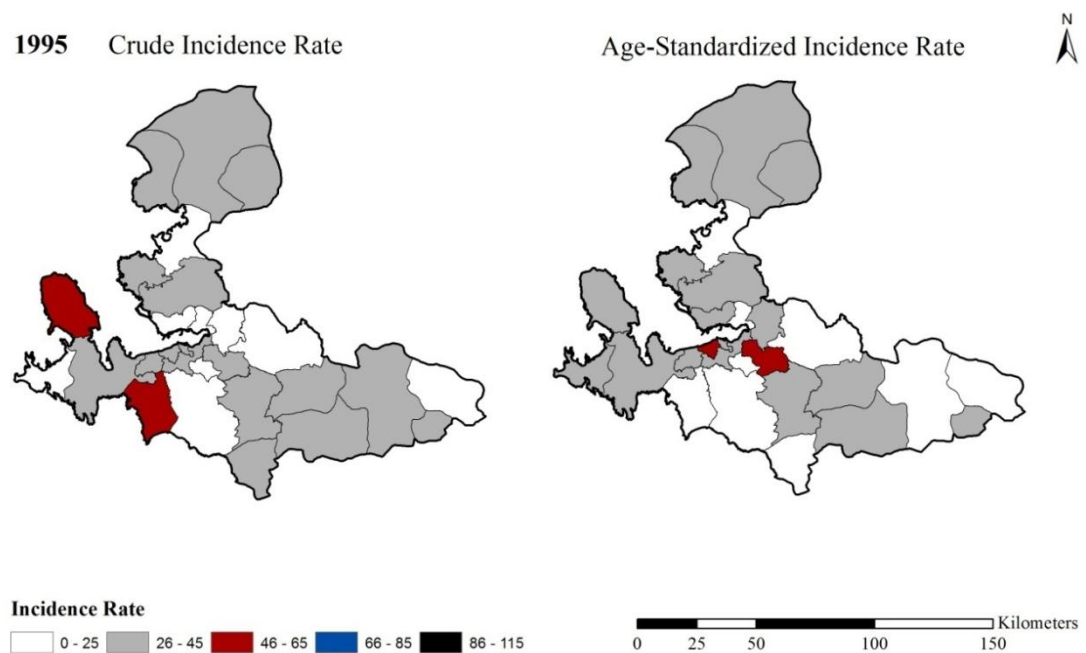 N
1995 Crude Incidence Rate Age-Standardized Incidence Rate
Incidence Rate
0 - 25 26 - 45 46 - 65 66 - 85 86 - 115
Kilometers
0 25 50 100 150